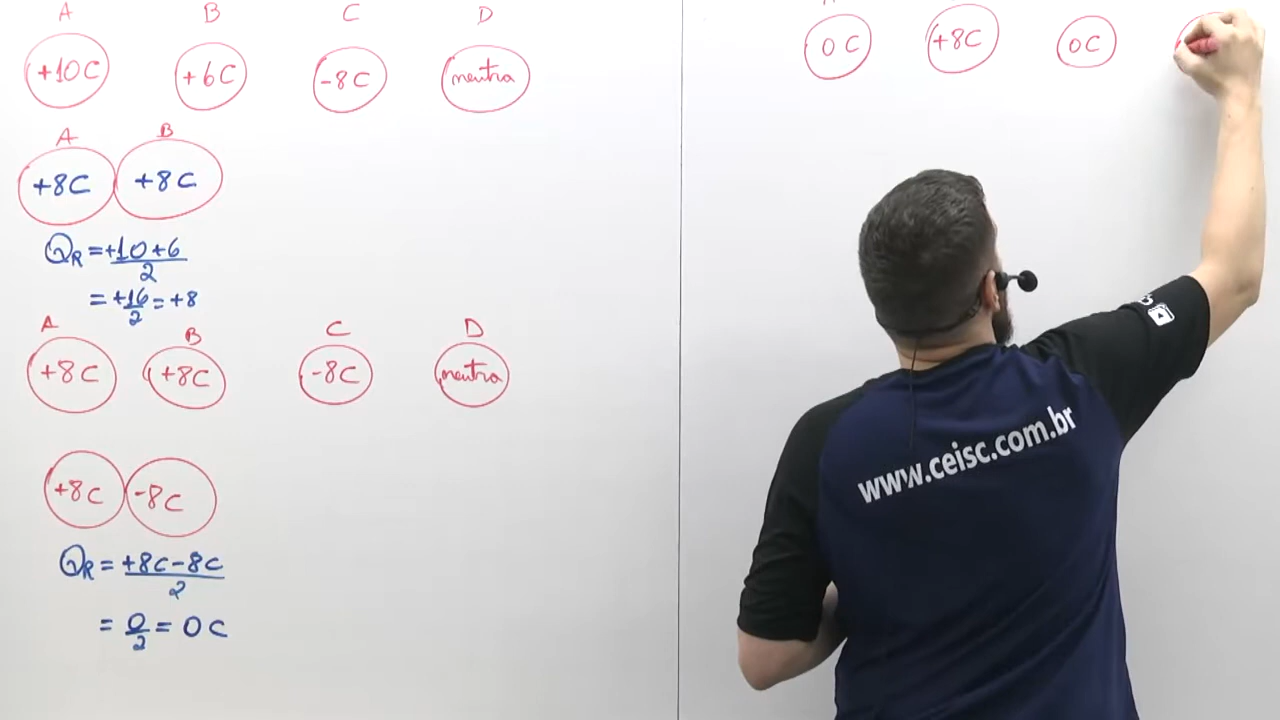 A B C D
+10C +6C -8C neutra
A B
+8C +8C
QR = +10+6
2
= +16 = +8
2
A B C D
+8C +8C -8C neutra
+8C -8C
QR = +8C-8C
2
= 0 = 0C
2
0C +8C 0C
www.ceisc.com.br